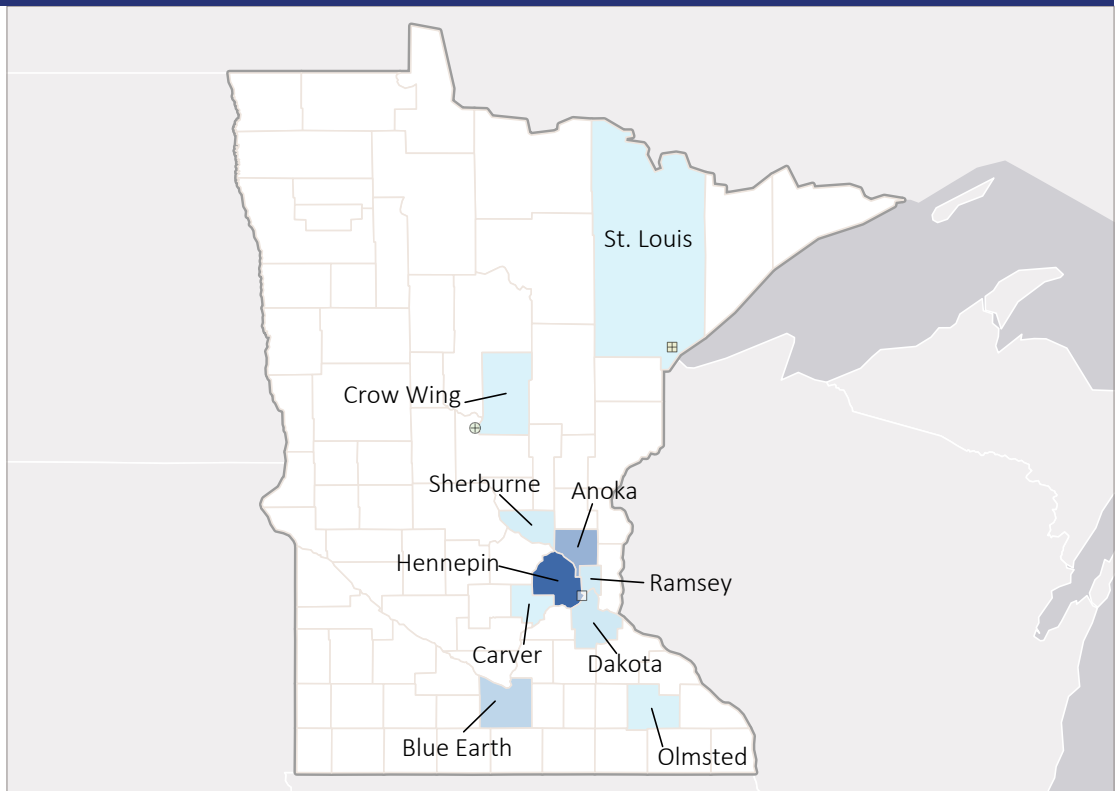 St. Louis
Crow Wing
Sherburne
Anoka
Hennepin
Ramsey
Carver
Dakota
Blue Earth
Olmsted